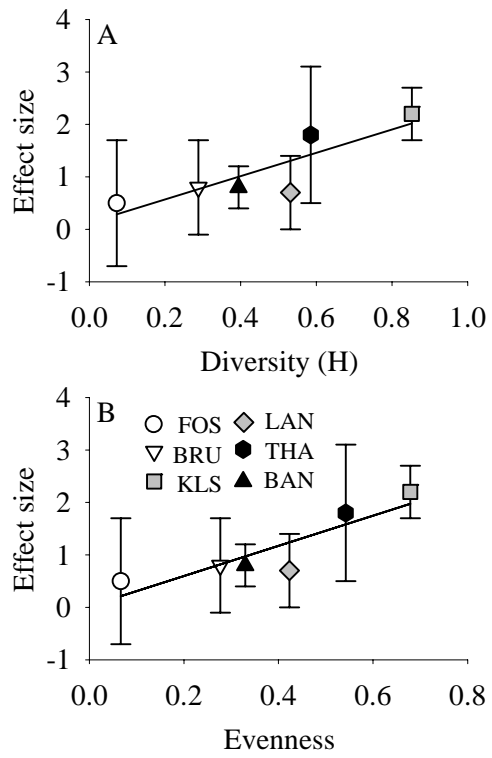 A
Effect size
4
3
2
1
0
-1
0.0 0.2 0.4 0.6 0.8 1.0
Diversity (H)
B
Effect size
4
3
2
1
0
-1
FOS LAN
BRU THA
KLS BAN
0.0 0.2 0.4 0.6 0.8
Evenness